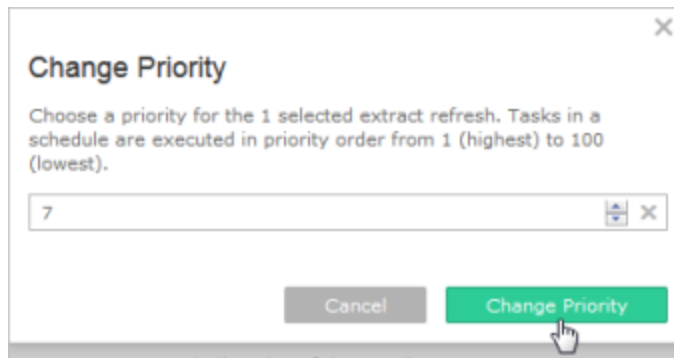 Change Priority
Choose a priority for the 1 selected extract refresh. Tasks in a
schedule are executed in priority order from 1 (highest) to 100
(lowest).
7
Cancel
Change Priority